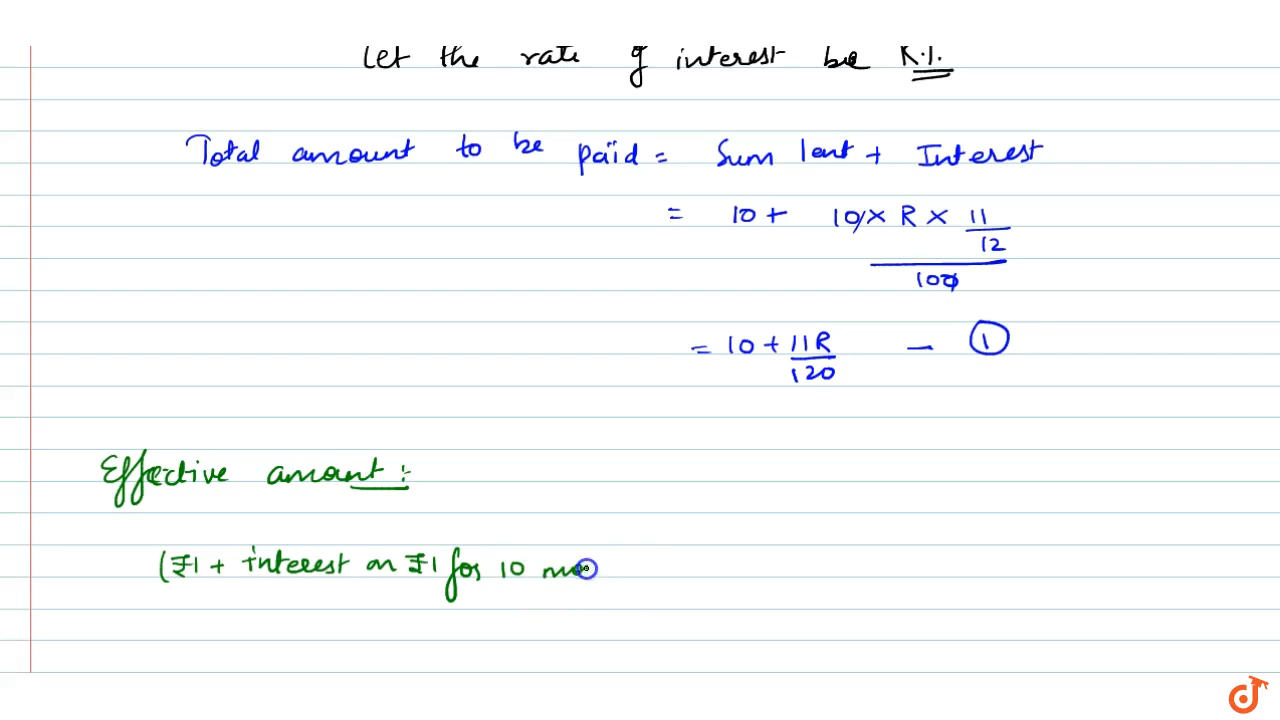 Let the rate of interest be R%.
Total amount to be paid = Sum lent + Interest
= 10 + 10 × R × 11/12
100
= 10 + 11R/120 — ①
Effective amount :
(₹1 + interest on ₹1 for 10 mo